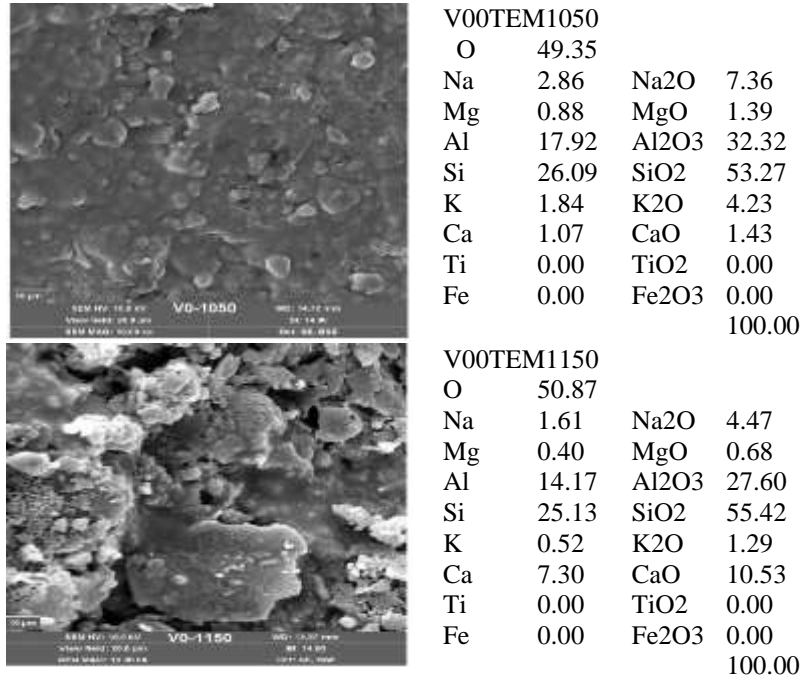 V00TEM1050
O 49.35
Na 2.86 Na2O 7.36
Mg 0.88 MgO 1.39
Al 17.92 Al2O3 32.32
Si 26.09 SiO2 53.27
K 1.84 K2O 4.23
Ca 1.07 CaO 1.43
Ti 0.00 TiO2 0.00
Fe 0.00 Fe2O3 0.00
100.00
V0-1050
V00TEM1150
O 50.87
Na 1.61 Na2O 4.47
Mg 0.40 MgO 0.68
Al 14.17 Al2O3 27.60
Si 25.13 SiO2 55.42
K 0.52 K2O 1.29
Ca 7.30 CaO 10.53
Ti 0.00 TiO2 0.00
Fe 0.00 Fe2O3 0.00
100.00
V0-1150